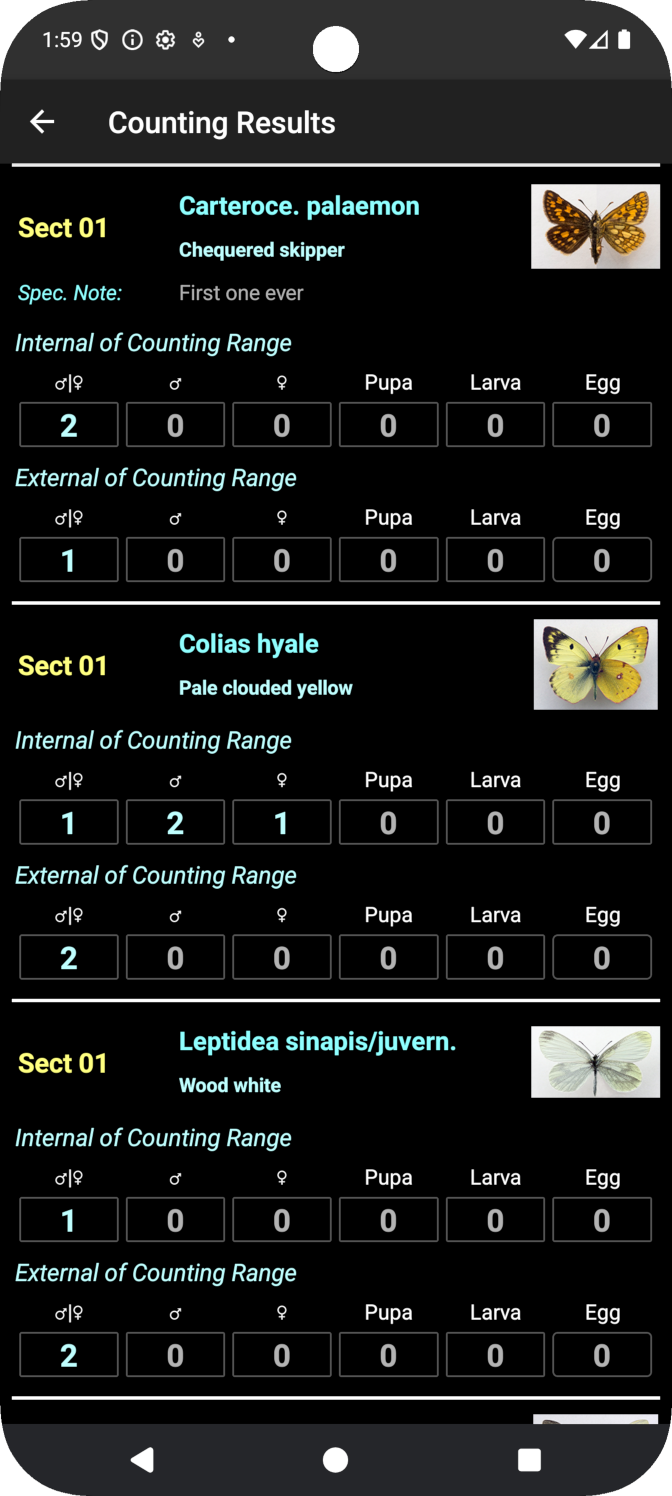 1:59
Counting Results
Sect 01
Carteroce. palaemon
Chequered skipper
Spec. Note: First one ever
Internal of Counting Range
♂|♀ ♂ ♀ Pupa Larva Egg
2 0 0 0 0 0
External of Counting Range
♂|♀ ♂ ♀ Pupa Larva Egg
1 0 0 0 0 0
Sect 01
Colias hyale
Pale clouded yellow
Internal of Counting Range
♂|♀ ♂ ♀ Pupa Larva Egg
1 2 1 0 0 0
External of Counting Range
♂|♀ ♂ ♀ Pupa Larva Egg
2 0 0 0 0 0
Sect 01
Leptidea sinapis/juvern.
Wood white
Internal of Counting Range
♂|♀ ♂ ♀ Pupa Larva Egg
1 0 0 0 0 0
External of Counting Range
♂|♀ ♂ ♀ Pupa Larva Egg
2 0 0 0 0 0